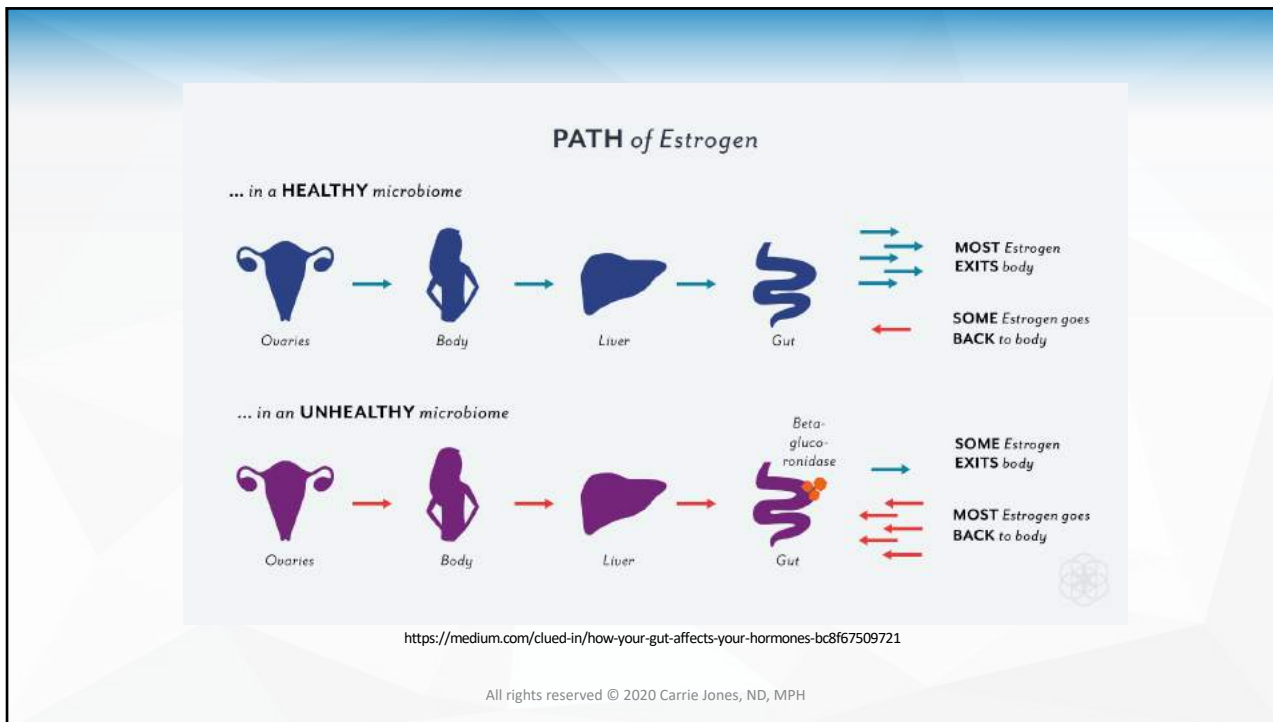 PATH of Estrogen
... in a HEALTHY microbiome
Ovaries
Body
Liver
Gut
MOST Estrogen
EXITS body
SOME Estrogen goes
BACK to body
... in an UNHEALTHY microbiome
Beta-
gluco-
ronidase
Ovaries
Body
Liver
Gut
SOME Estrogen
EXITS body
MOST Estrogen goes
BACK to body
https://medium.com/clued-in/how-your-gut-affects-your-hormones-bc8f67509721
All rights reserved © 2020 Carrie Jones, ND, MPH